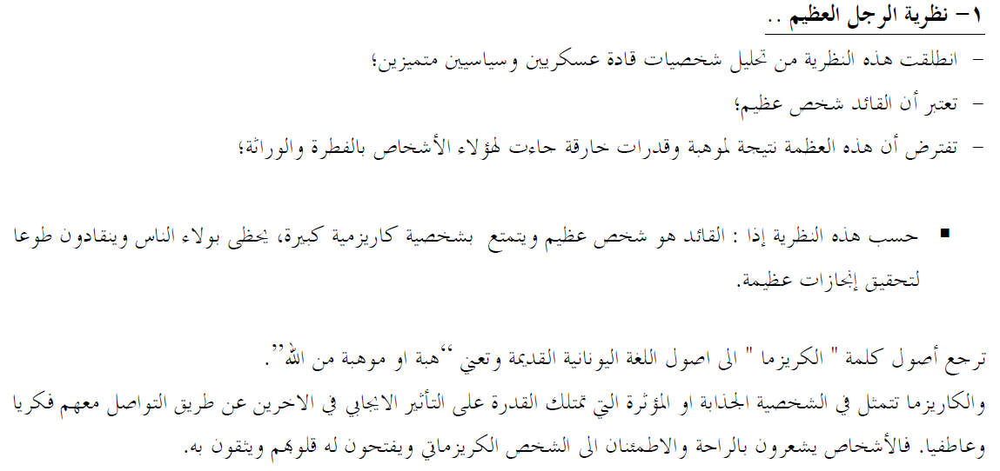 ١- نظرية الرجل العظيم ..
- انطلقت هذه النظرية من تحليل شخصيات قادة عسكريين وسياسيين متميزين؛
- تعتبر أن القائد شخص عظيم؛
- تفترض أن هذه العظمة نتيجة لموهبة وقدرات خارقة جاءت لهؤلاء الأشخاص بالفطرة والوراثة؛
▪ حسب هذه النظرية إذا : القائد هو شخص عظيم ويتمتع بشخصية كاريزمية كبيرة، يحظى بولاء الناس وينقادون طوعا
لتحقيق إنجازات عظيمة.
ترجع أصول كلمة " الكريزما " الى اصول اللغة اليونانية القديمة وتعني “هبة او موهبة من الله”.
والكاريزما تتمثل في الشخصية الجذابة او المؤثرة التي تمتلك القدرة على التأثير الايجابي في الاخرين عن طريق التواصل معهم فكريا
وعاطفيا. فالأشخاص يشعرون بالراحة والاطمئنان الى الشخص الكريزماتي ويفتحون له قلوبهم ويثقون به.